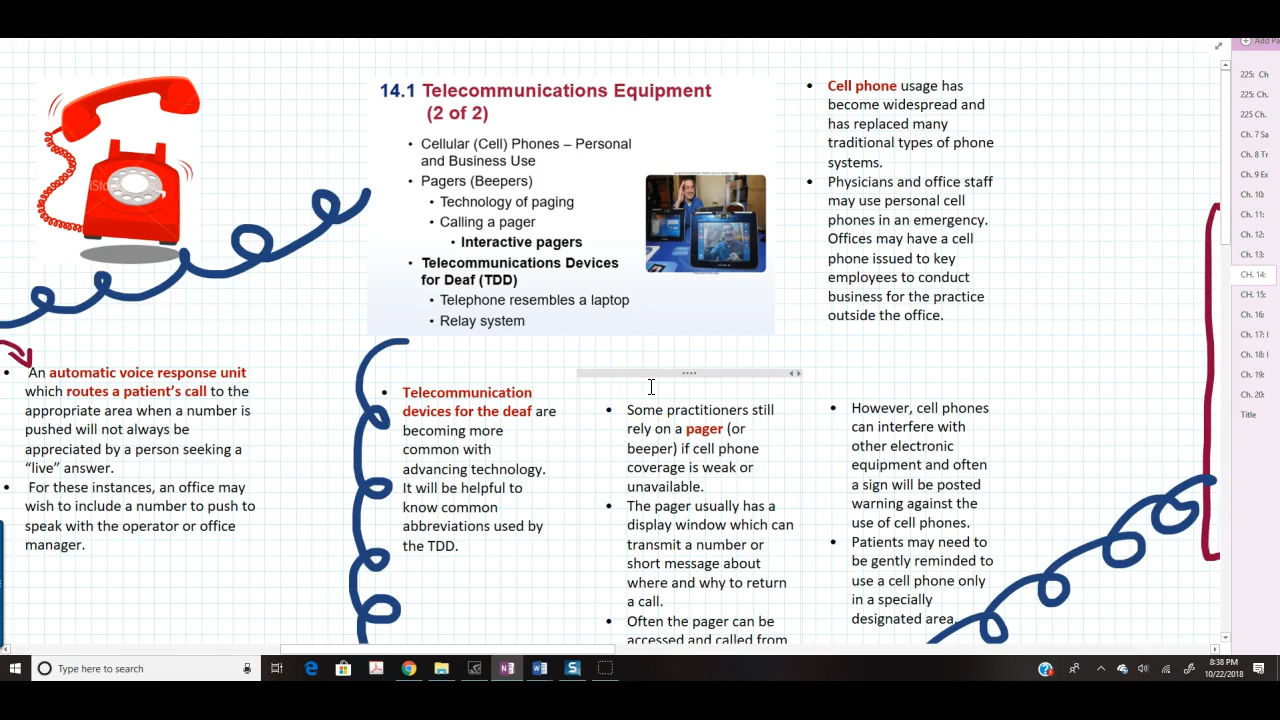 14.1 Telecommunications Equipment
(2 of 2)
• Cellular (Cell) Phones – Personal
and Business Use
• Pagers (Beepers)
• Technology of paging
• Calling a pager
• Interactive pagers
• Telecommunications Devices
for Deaf (TDD)
• Telephone resembles a laptop
• Relay system
• Cell phone usage has
become widespread and
has replaced many
traditional types of phone
systems.
• Physicians and office staff
may use personal cell
phones in an emergency.
Offices may have a cell
phone issued to key
employees to conduct
business for the practice
outside the office.
• An automatic voice response unit
which routes a patient's call to the
appropriate area when a number is
pushed will not always be
appreciated by a person seeking a
"live" answer.
• For these instances, an office may
wish to include a number to push to
speak with the operator or office
manager.
• Telecommunication
devices for the deaf are
becoming more
common with
advancing technology.
It will be helpful to
know common
abbreviations used by
the TDD.
• Some practitioners still
rely on a pager (or
beeper) if cell phone
coverage is weak or
unavailable.
• The pager usually has a
display window which can
transmit a number or
short message about
where and why to return
a call.
• Often the pager can be
accessed and called from
• However, cell phones
can interfere with
other electronic
equipment and often
a sign will be posted
warning against the
use of cell phones.
• Patients may need to
be gently reminded to
use a cell phone only
in a specially
designated area.
Add Pa
225: Ch
225: Ch.
225 Ch.
Ch. 7 Sa
Ch. 8 Tr
Ch. 9 Ex
Ch. 10:
Ch. 11:
Ch. 12:
Ch. 13:
CH. 14:
CH. 15:
Ch. 16:
Ch. 17: I
Ch. 18: I
Ch. 19:
Ch. 20:
Title
Type here to search
8:38 PM
10/22/2018